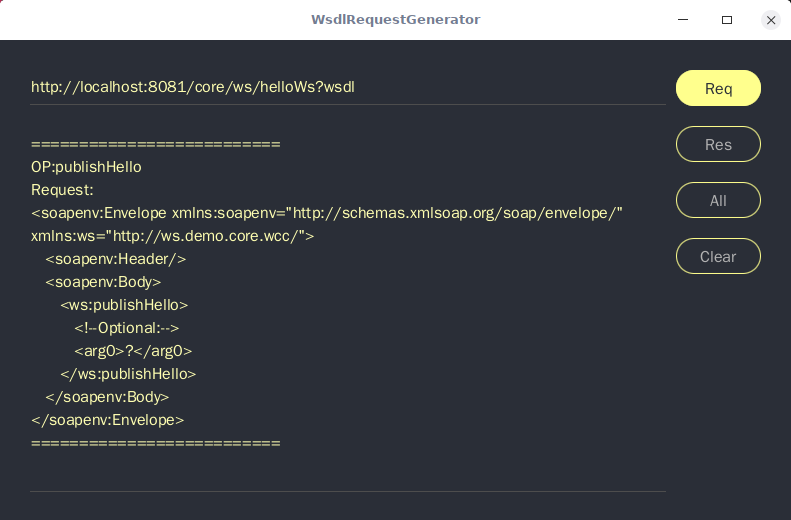 WsdlRequestGenerator
http://localhost:8081/core/ws/helloWs?wsdl
Req
Res
All
Clear
==========================
OP:publishHello
Request:
<soapenv:Envelope xmlns:soapenv="http://schemas.xmlsoap.org/soap/envelope/"
xmlns:ws="http://ws.demo.core.wcc/">
   <soapenv:Header/>
   <soapenv:Body>
      <ws:publishHello>
         <!--Optional:-->
         <arg0>?</arg0>
      </ws:publishHello>
   </soapenv:Body>
</soapenv:Envelope>
==========================